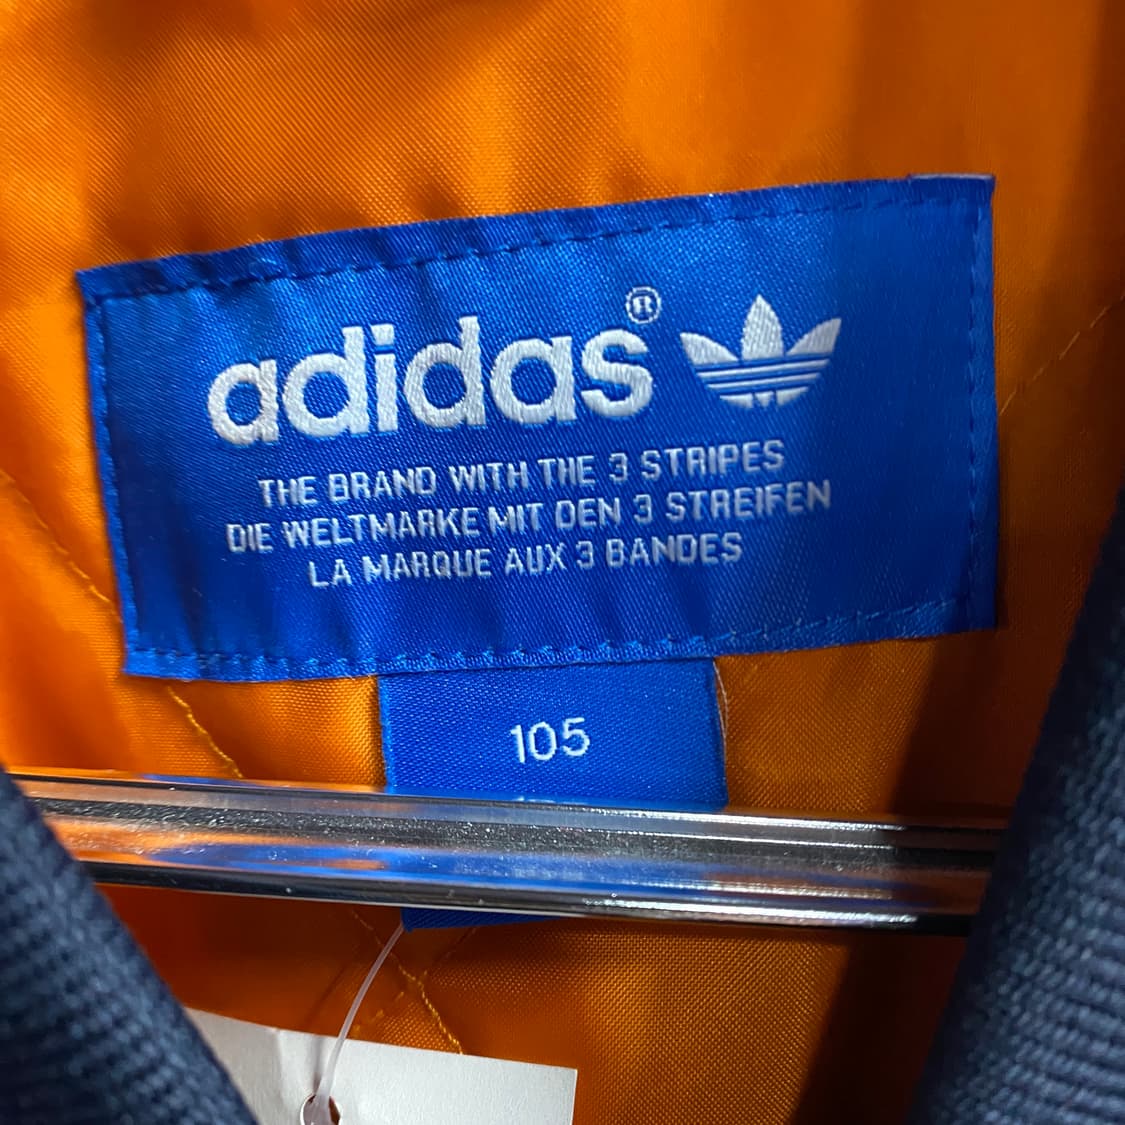 adidas®
THE BRAND WITH THE 3 STRIPES
DIE WELTMARKE MIT DEN 3 STREIFEN
LA MARQUE AUX 3 BANDES
105